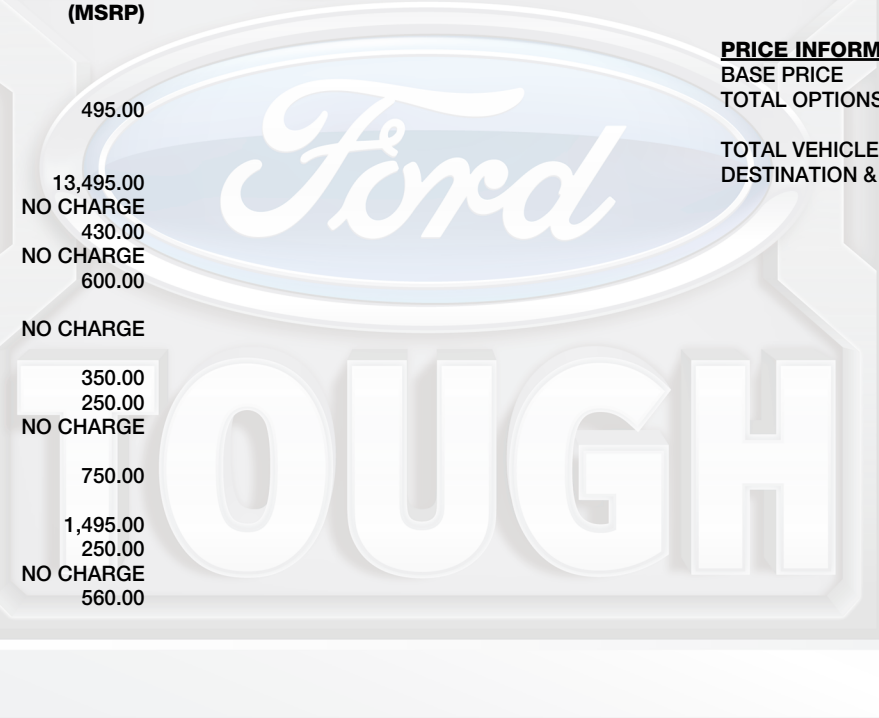 (MSRP)
495.00
13,495.00
NO CHARGE
430.00
NO CHARGE
600.00
NO CHARGE
350.00
250.00
NO CHARGE
750.00
1,495.00
250.00
NO CHARGE
560.00
PRICE INFORM
BASE PRICE
TOTAL OPTIONS
TOTAL VEHICLE
DESTINATION &
Ford
TOUGH